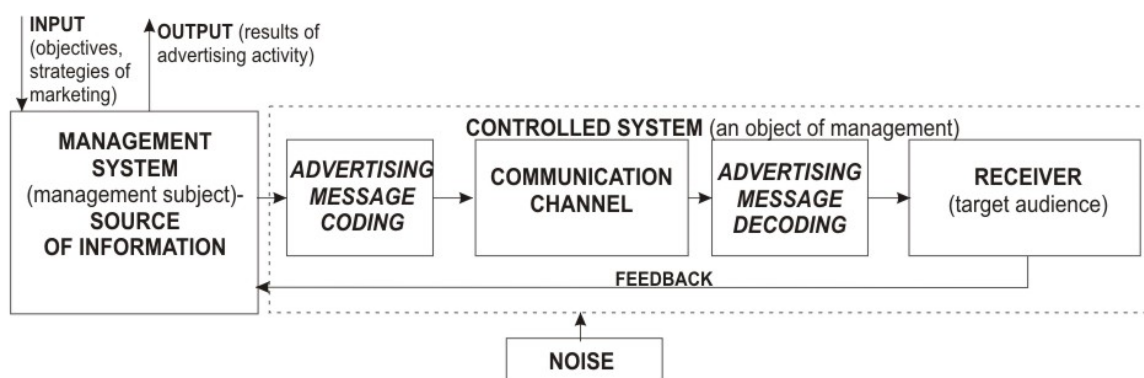 INPUT
(objectives,
strategies of
marketing)
OUTPUT (results of
advertising activity)
MANAGEMENT
SYSTEM
(management subject)-
SOURCE
OF INFORMATION
CONTROLLED SYSTEM (an object of management)
ADVERTISING
MESSAGE
CODING
COMMUNICATION
CHANNEL
ADVERTISING
MESSAGE
DECODING
RECEIVER
(target audience)
FEEDBACK
NOISE